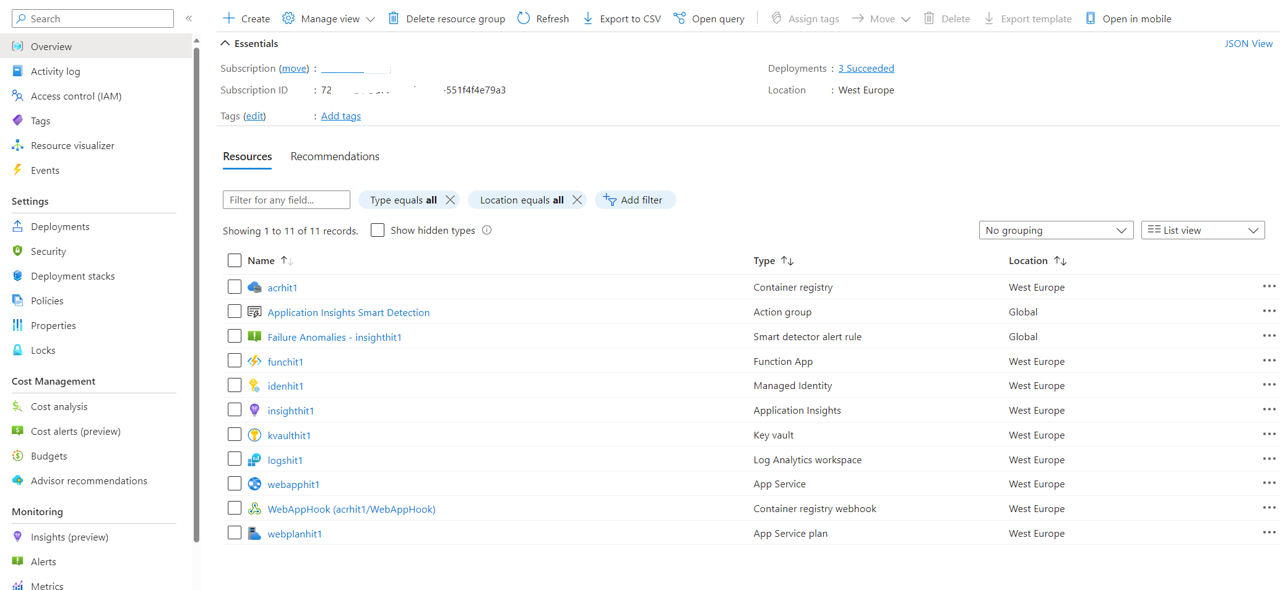 Search
«
Create
Manage view
Delete resource group
Refresh
Export to CSV
Open query
Assign tags
Move
Delete
Export template
Open in mobile
Overview
Activity log
Access control (IAM)
Tags
Resource visualizer
Events
Settings
Deployments
Security
Deployment stacks
Policies
Properties
Locks
Cost Management
Cost analysis
Cost alerts (preview)
Budgets
Advisor recommendations
Monitoring
Insights (preview)
Alerts
Metrics
Essentials
JSON View
Subscription (move) :
Deployments : 3 Succeeded
Subscription ID : 72 -551f4f4e79a3
Location : West Europe
Tags (edit) : Add tags
Resources Recommendations
Filter for any field...
Type equals all
Location equals all
Add filter
Showing 1 to 11 of 11 records.
Show hidden types
No grouping
List view
Name Type Location
acrhit1 Container registry West Europe
Application Insights Smart Detection Action group Global
Failure Anomalies - insighthit1 Smart detector alert rule Global
funchit1 Function App West Europe
idenhit1 Managed Identity West Europe
insighthit1 Application Insights West Europe
kvaulthit1 Key vault West Europe
logshit1 Log Analytics workspace West Europe
webapphit1 App Service West Europe
WebAppHook (acrhit1/WebAppHook) Container registry webhook West Europe
webplanhit1 App Service plan West Europe